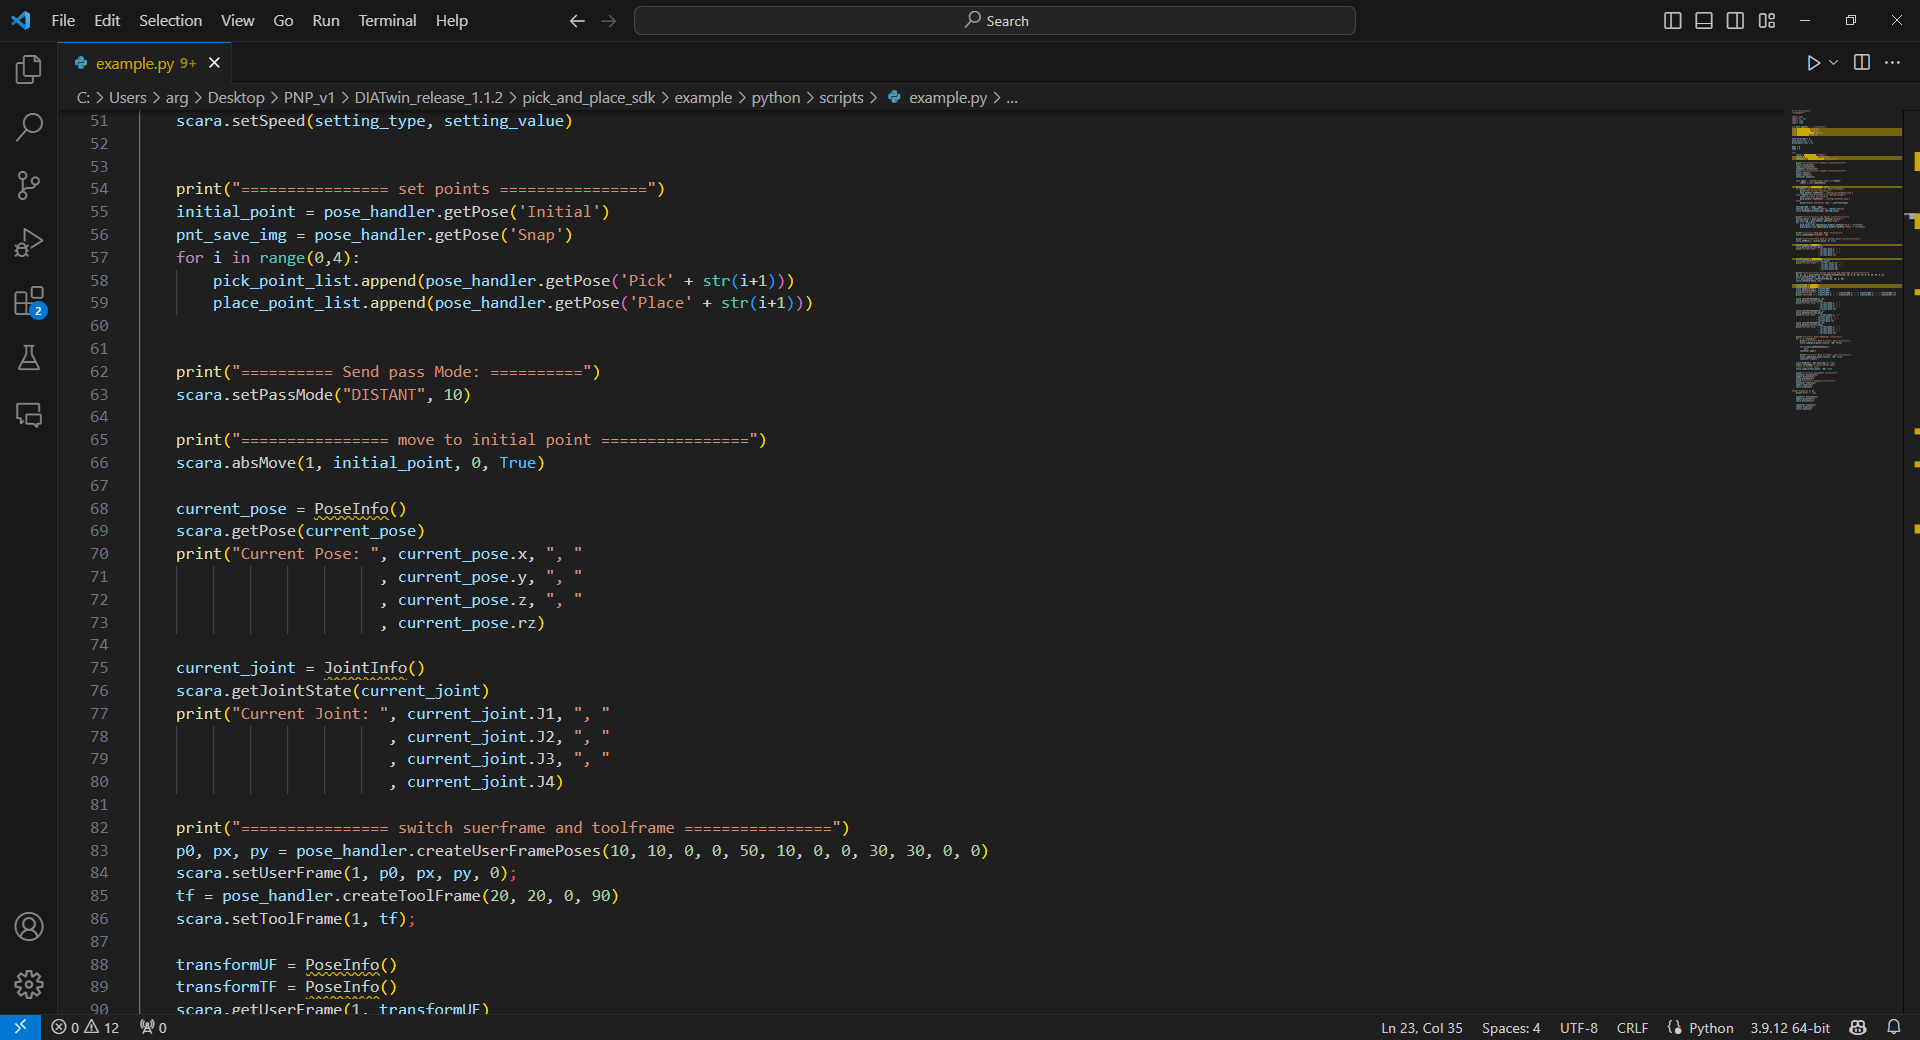 File Edit Selection View Go Run Terminal Help Search
example.py 9+
C: > Users > arg > Desktop > PNP_v1 > DIATwin_release_1.1.2 > pick_and_place_sdk > example > python > scripts > example.py > ...
51 scara.setSpeed(setting_type, setting_value)
52
53
54 print("================ set points ================")
55 initial_point = pose_handler.getPose('Initial')
56 pnt_save_img = pose_handler.getPose('Snap')
57 for i in range(0,4):
58 pick_point_list.append(pose_handler.getPose('Pick' + str(i+1)))
59 place_point_list.append(pose_handler.getPose('Place' + str(i+1)))
60
61
62 print("========== Send pass Mode: ==========")
63 scara.setPassMode("DISTANT", 10)
64
65 print("================ move to initial point ================")
66 scara.absMove(1, initial_point, 0, True)
67
68 current_pose = PoseInfo()
69 scara.getPose(current_pose)
70 print("Current Pose: ", current_pose.x, ", "
71 , current_pose.y, ", "
72 , current_pose.z, ", "
73 , current_pose.rz)
74
75 current_joint = JointInfo()
76 scara.getJointState(current_joint)
77 print("Current Joint: ", current_joint.J1, ", "
78 , current_joint.J2, ", "
79 , current_joint.J3, ", "
80 , current_joint.J4)
81
82 print("================ switch suerframe and toolframe ================")
83 p0, px, py = pose_handler.createUserFramePoses(10, 10, 0, 0, 50, 10, 0, 0, 30, 30, 0, 0)
84 scara.setUserFrame(1, p0, px, py, 0);
85 tf = pose_handler.createToolFrame(20, 20, 0, 90)
86 scara.setToolFrame(1, tf);
87
88 transformUF = PoseInfo()
89 transformTF = PoseInfo()
90 scara.getUserFrame(1, transformUF)
2
0 12 0 Ln 23, Col 35 Spaces: 4 UTF-8 CRLF Python 3.9.12 64-bit